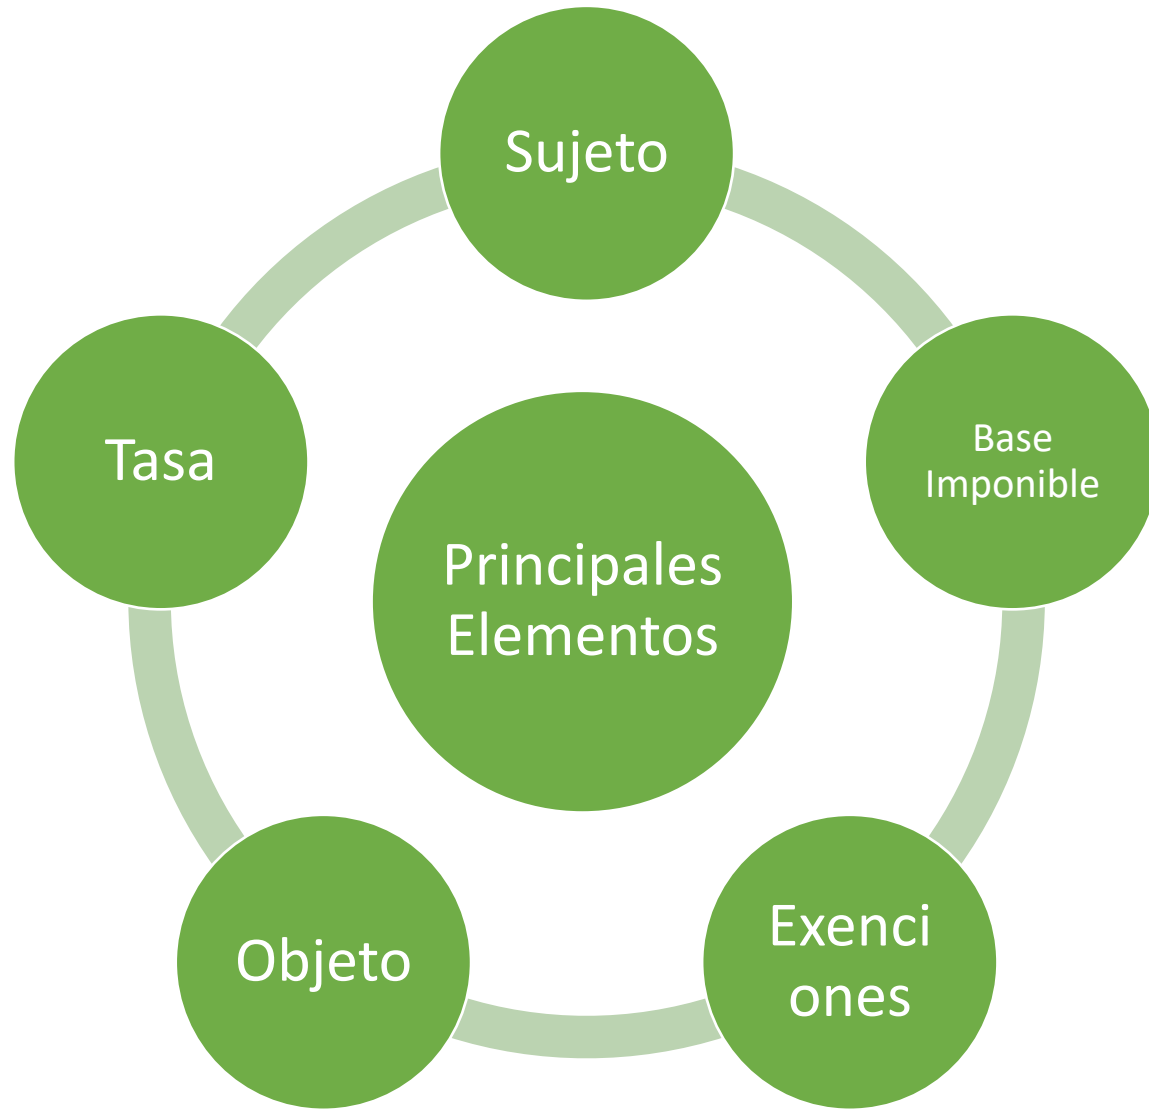 Sujeto
Tasa
Base
Imponible
Principales
Elementos
Objeto
Exenci
ones